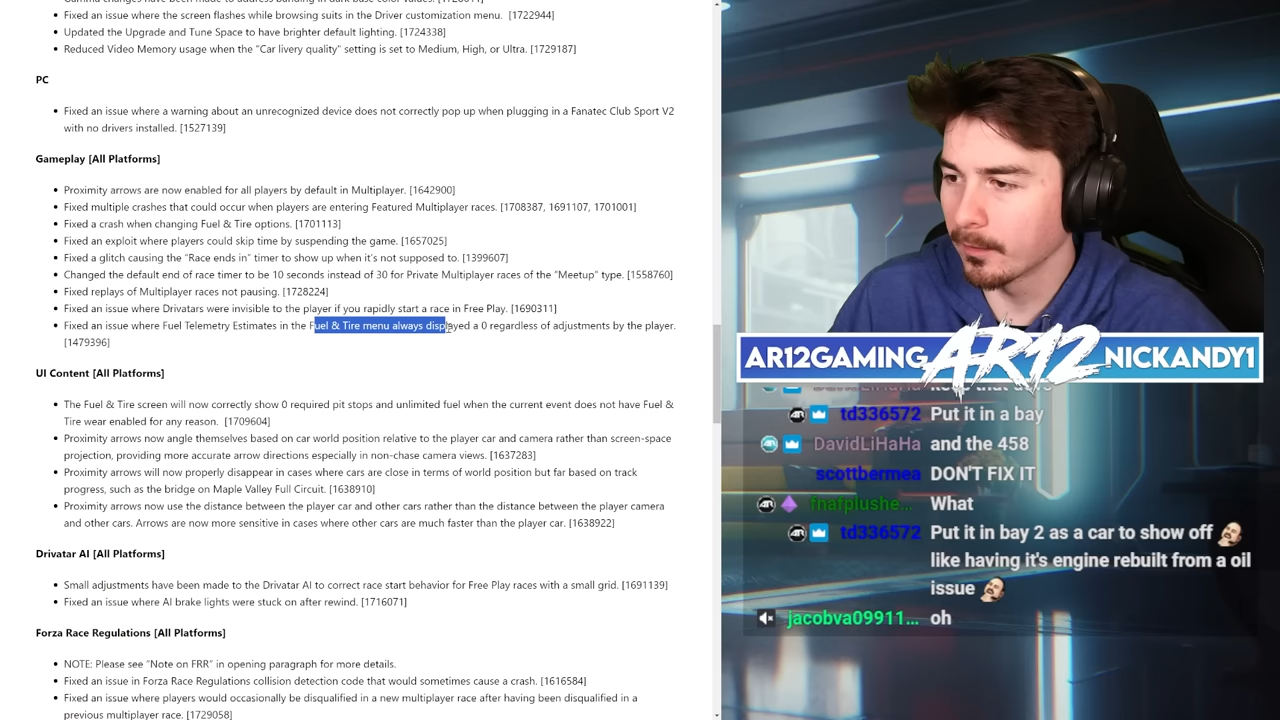 • Fixed an issue where the screen flashes while browsing suits in the Driver customization menu. [1722944]
• Updated the Upgrade and Tune Space to have brighter default lighting. [1724338]
• Reduced Video Memory usage when the “Car livery quality” setting is set to Medium, High, or Ultra. [1729187]
PC
• Fixed an issue where a warning about an unrecognized device does not correctly pop up when plugging in a Fanatec Club Sport V2
with no drivers installed. [1527139]
Gameplay [All Platforms]
• Proximity arrows are now enabled for all players by default in Multiplayer. [1642900]
• Fixed multiple crashes that could occur when players are entering Featured Multiplayer races. [1708387, 1691107, 1701001]
• Fixed a crash when changing Fuel & Tire options. [1701113]
• Fixed an exploit where players could skip time by suspending the game. [1657025]
• Fixed a glitch causing the “Race ends in” timer to show up when it’s not supposed to. [1399607]
• Changed the default end of race timer to be 10 seconds instead of 30 for Private Multiplayer races of the “Meetup” type. [1558760]
• Fixed replays of Multiplayer races not pausing. [1728224]
• Fixed an issue where Drivatars were invisible to the player if you rapidly start a race in Free Play. [1690311]
• Fixed an issue where Fuel Telemetry Estimates in the Fuel & Tire menu always displayed a 0 regardless of adjustments by the player.
[1479396]
UI Content [All Platforms]
• The Fuel & Tire screen will now correctly show 0 required pit stops and unlimited fuel when the current event does not have Fuel &
Tire wear enabled for any reason. [1709604]
• Proximity arrows now angle themselves based on car world position relative to the player car and camera rather than screen-space
projection, providing more accurate arrow directions especially in non-chase camera views. [1637283]
• Proximity arrows will now properly disappear in cases where cars are close in terms of world position but far based on track
progress, such as the bridge on Maple Valley Full Circuit. [1638910]
• Proximity arrows now use the distance between the player car and other cars rather than the distance between the player camera
and other cars. Arrows are now more sensitive in cases where other cars are much faster than the player car. [1638922]
Drivatar AI [All Platforms]
• Small adjustments have been made to the Drivatar AI to correct race start behavior for Free Play races with a small grid. [1691139]
• Fixed an issue where AI brake lights were stuck on after rewind. [1716071]
Forza Race Regulations [All Platforms]
• NOTE: Please see “Note on FRR” in opening paragraph for more details.
• Fixed an issue in Forza Race Regulations collision detection code that would sometimes cause a crash. [1616584]
• Fixed an issue where players would occasionally be disqualified in a new multiplayer race after having been disqualified in a
previous multiplayer race. [1729058]
AR12GAMING AR12 NICKANDY1
td336572 Put it in a bay
DavidLiHaHa and the 458
scottbermea DON'T FIX IT
fnafplushe... What
td336572 Put it in bay 2 as a car to show off
like having it's engine rebuilt from a oil
issue
jacobva09911... oh